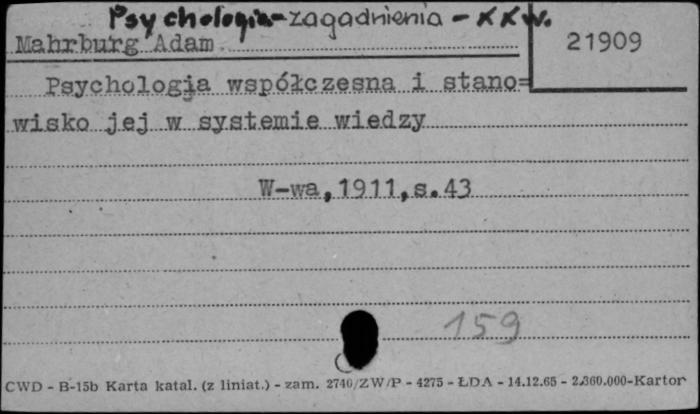 Psychologia-zagadnienia - XX w.
Mahrburg Adam
21909
Psychologja współczesna i stano=
wisko jej w systemie wiedzy
W-wa,1911,s.43
159
CWD - B-15b Karta katal. (z liniat.) - zam. 2740/ZW/P - 4275 - ŁDA - 14.12.65 - 2.360.000-Karton